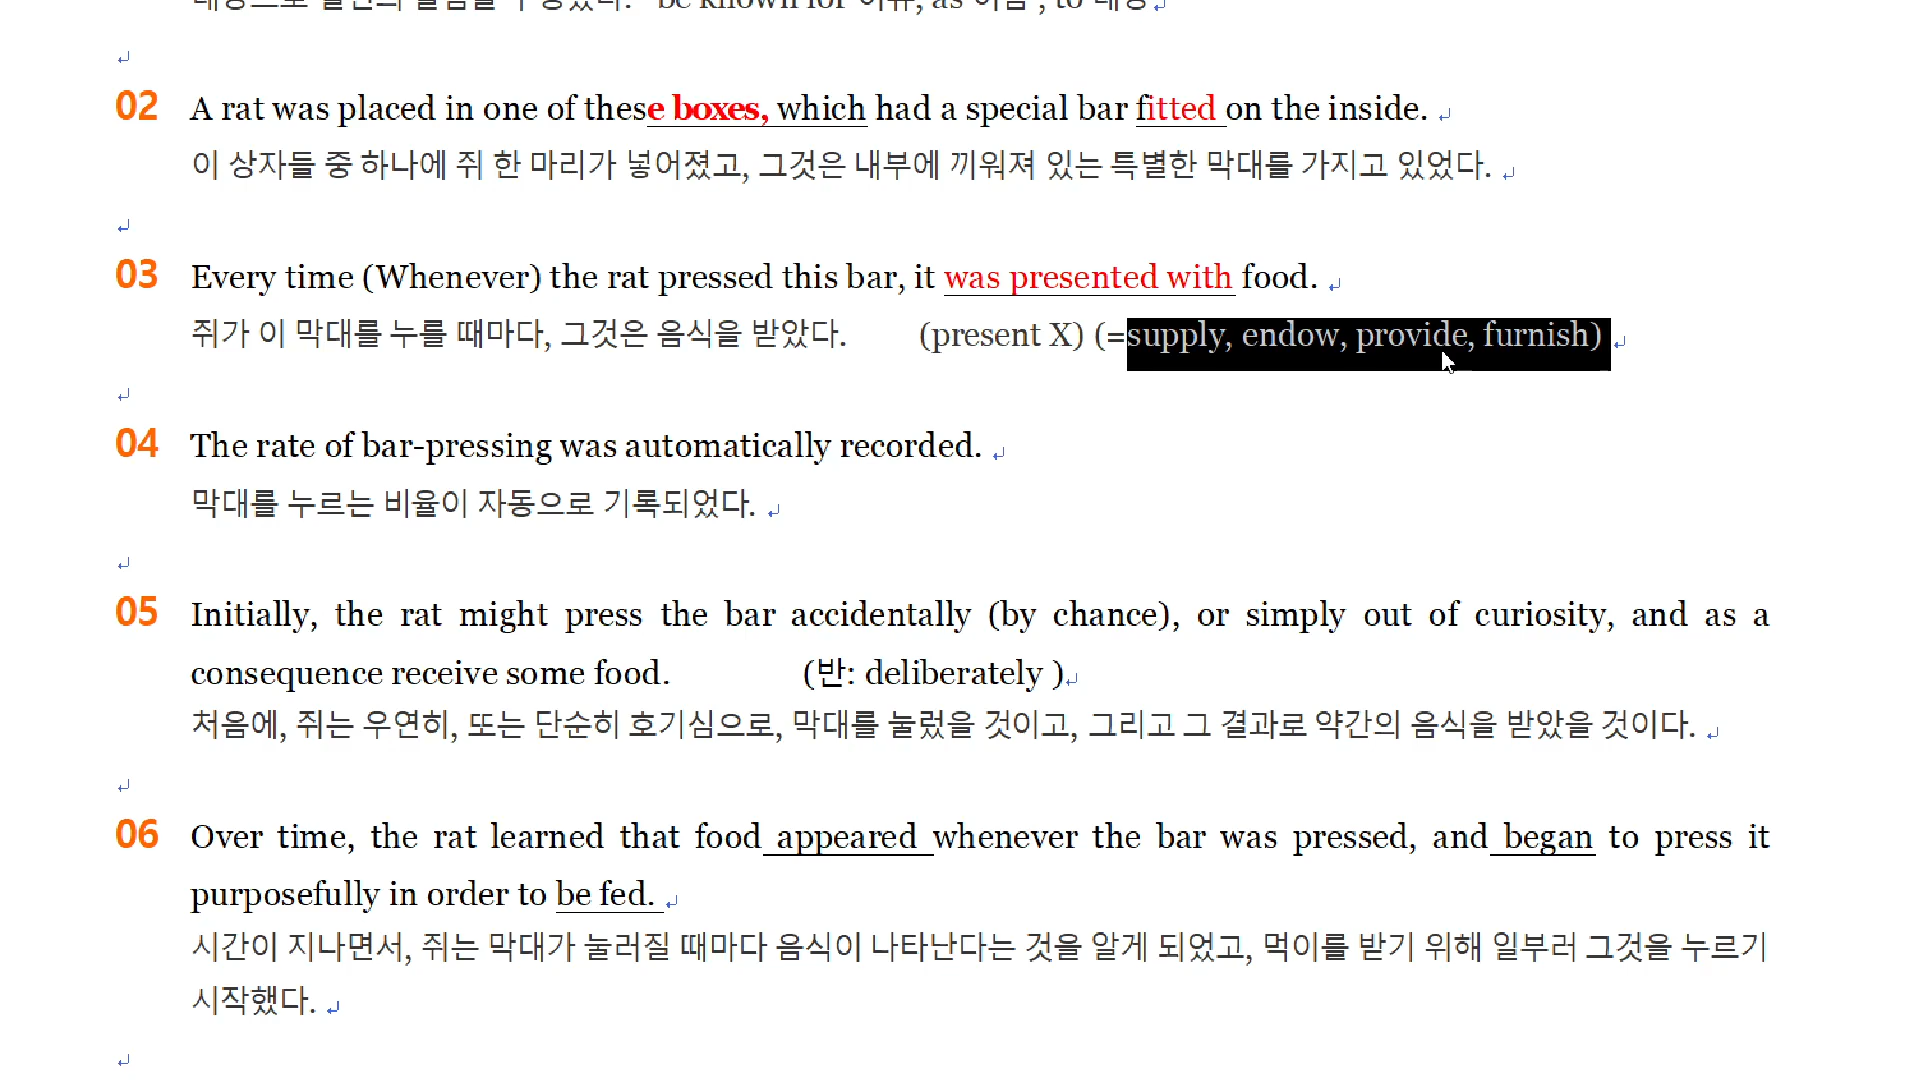 be known for 이유, as 이름 , to 대상
02 A rat was placed in one of these boxes, which had a special bar fitted on the inside.
이 상자들 중 하나에 쥐 한 마리가 넣어졌고, 그것은 내부에 끼워져 있는 특별한 막대를 가지고 있었다.
03 Every time (Whenever) the rat pressed this bar, it was presented with food.
쥐가 이 막대를 누를 때마다, 그것은 음식을 받았다. (present X) (=supply, endow, provide, furnish)
04 The rate of bar-pressing was automatically recorded.
막대를 누르는 비율이 자동으로 기록되었다.
05 Initially, the rat might press the bar accidentally (by chance), or simply out of curiosity, and as a
consequence receive some food. (반: deliberately )
처음에, 쥐는 우연히, 또는 단순히 호기심으로, 막대를 눌렀을 것이고, 그리고 그 결과로 약간의 음식을 받았을 것이다.
06 Over time, the rat learned that food appeared whenever the bar was pressed, and began to press it
purposefully in order to be fed.
시간이 지나면서, 쥐는 막대가 눌러질 때마다 음식이 나타난다는 것을 알게 되었고, 먹이를 받기 위해 일부러 그것을 누르기
시작했다.